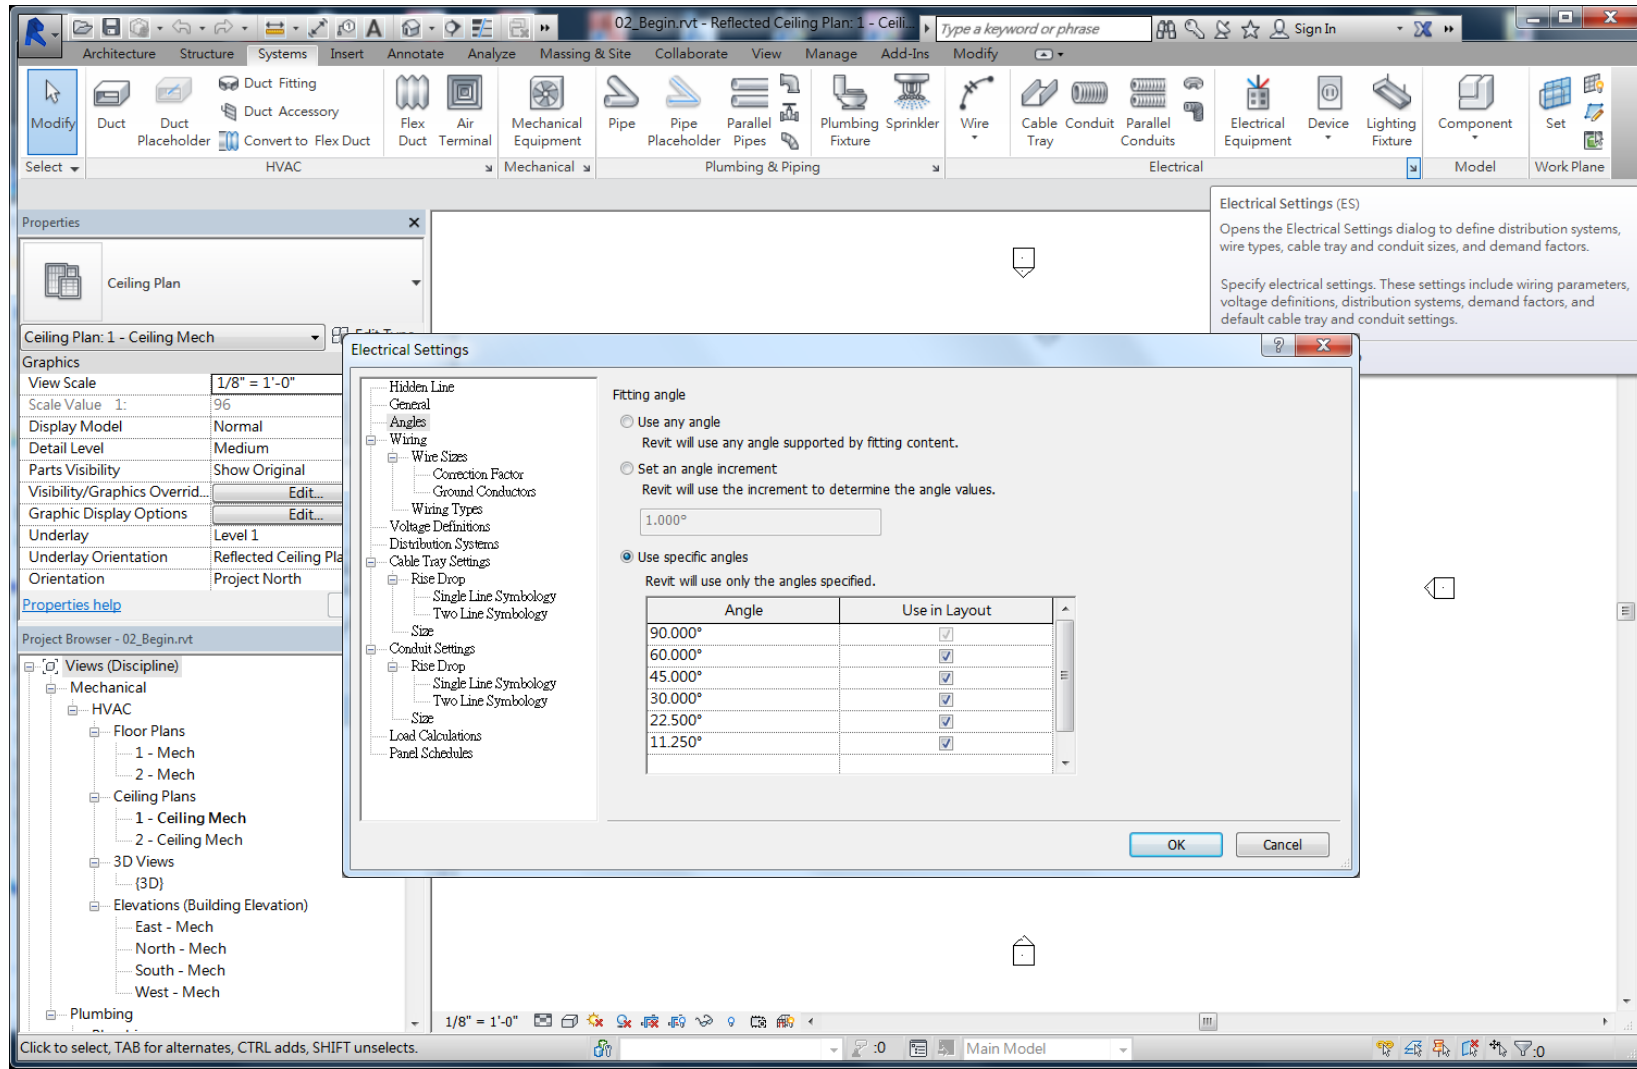 02_Begin.rvt - Reflected Ceiling Plan: 1 - Ceili...
Type a keyword or phrase
Sign In
Architecture Structure Systems Insert Annotate Analyze Massing & Site Collaborate View Manage Add-Ins Modify
Modify
Duct
Duct Placeholder
Duct Fitting
Duct Accessory
Convert to Flex Duct
Flex Duct
Air Terminal
Mechanical Equipment
Pipe
Pipe Placeholder
Parallel Pipes
Plumbing Fixture
Sprinkler
Wire
Cable Tray
Conduit
Parallel Conduits
Electrical Equipment
Device
Lighting Fixture
Component
Set
Select HVAC Mechanical Plumbing & Piping Electrical Model Work Plane
Electrical Settings (ES)
Opens the Electrical Settings dialog to define distribution systems,
wire types, cable tray and conduit sizes, and demand factors.
Specify electrical settings. These settings include wiring parameters,
voltage definitions, distribution systems, demand factors, and
default cable tray and conduit settings.
Properties
Ceiling Plan
Ceiling Plan: 1 - Ceiling Mech
Graphics
View Scale 1/8" = 1'-0"
Scale Value 1: 96
Display Model Normal
Detail Level Medium
Parts Visibility Show Original
Visibility/Graphics Overrid... Edit...
Graphic Display Options Edit...
Underlay Level 1
Underlay Orientation Reflected Ceiling Pla
Orientation Project North
Properties help
Project Browser - 02_Begin.rvt
Views (Discipline)
Mechanical
HVAC
Floor Plans
1 - Mech
2 - Mech
Ceiling Plans
1 - Ceiling Mech
2 - Ceiling Mech
3D Views
{3D}
Elevations (Building Elevation)
East - Mech
North - Mech
South - Mech
West - Mech
Plumbing
Electrical Settings
Hidden Line
General
Angles
Wiring
Wire Sizes
Correction Factor
Ground Conductors
Wiring Types
Voltage Definitions
Distribution Systems
Cable Tray Settings
Rise Drop
Single Line Symbology
Two Line Symbology
Size
Conduit Settings
Rise Drop
Single Line Symbology
Two Line Symbology
Size
Load Calculations
Panel Schedules
Fitting angle
Use any angle
Revit will use any angle supported by fitting content.
Set an angle increment
Revit will use the increment to determine the angle values.
1.000°
Use specific angles
Revit will use only the angles specified.
Angle Use in Layout
90.000°
60.000°
45.000°
30.000°
22.500°
11.250°
OK Cancel
1/8" = 1'-0"
Click to select, TAB for alternates, CTRL adds, SHIFT unselects.
:0
Main Model
:0